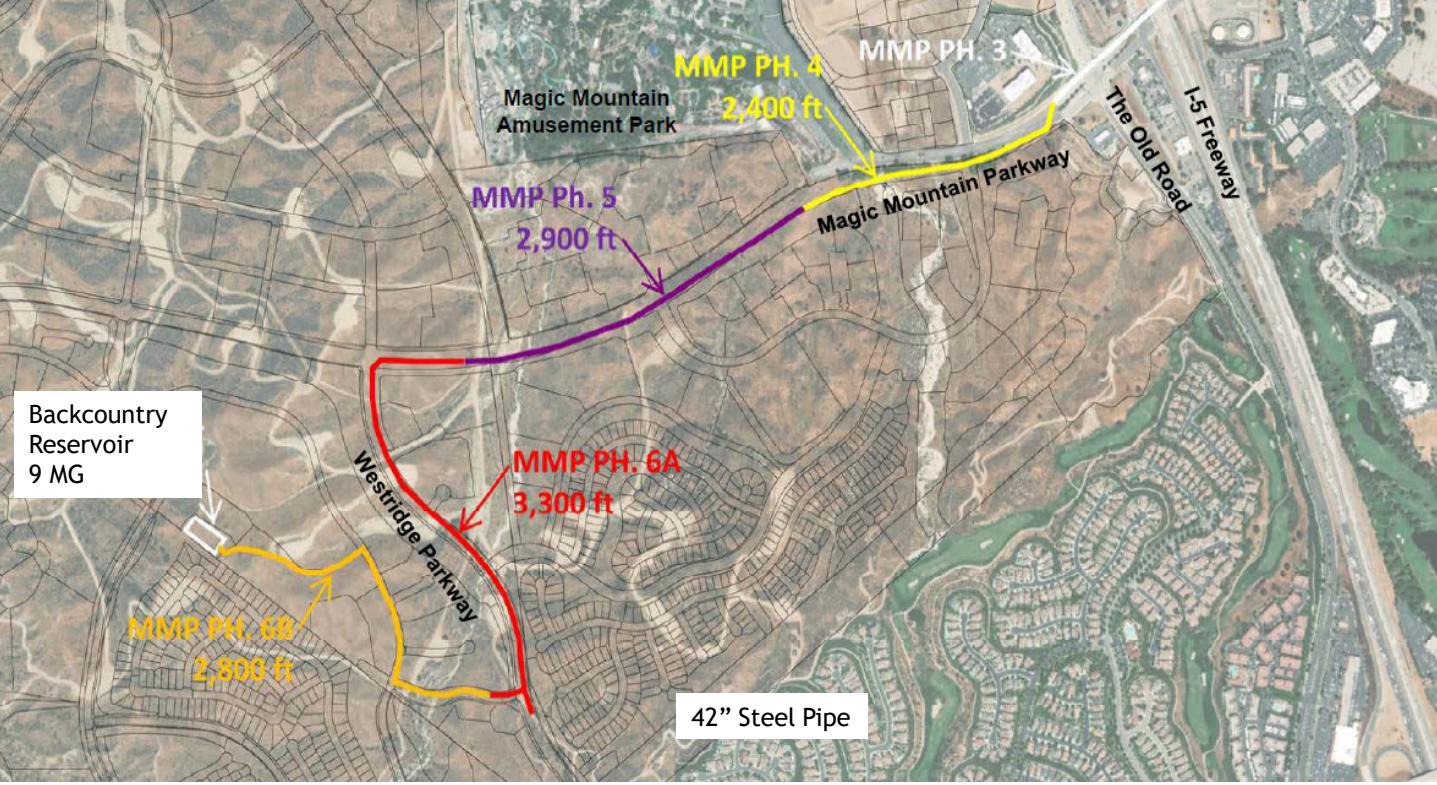 MMP PH. 4
2,400 ft
MMP PH. 3
Magic Mountain
Amusement Park
The Old Road
I-5 Freeway
Magic Mountain Parkway
MMP Ph. 5
2,900 ft
Backcountry
Reservoir
9 MG
MMP PH. 6A
3,300 ft
Westridge Parkway
MMP PH. 6B
2,800 ft
42” Steel Pipe